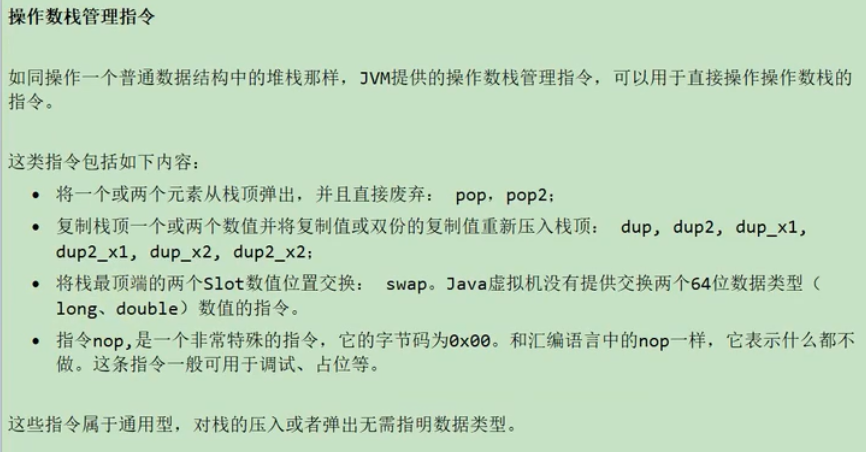 操作数栈管理指令
如同操作一个普通数据结构中的堆栈那样，JVM提供的操作数栈管理指令，可以用于直接操作操作数栈的
指令。
这类指令包括如下内容：
• 将一个或两个元素从栈顶弹出，并且直接废弃： pop，pop2；
• 复制栈顶一个或两个数值并将复制值或双份的复制值重新压入栈顶： dup, dup2, dup_x1,
dup2_x1, dup_x2, dup2_x2；
• 将栈最顶端的两个Slot数值位置交换： swap。Java虚拟机没有提供交换两个64位数据类型（
long、double）数值的指令。
• 指令nop,是一个非常特殊的指令，它的字节码为0x00。和汇编语言中的nop一样，它表示什么都不
做。这条指令一般可用于调试、占位等。
这些指令属于通用型，对栈的压入或者弹出无需指明数据类型。